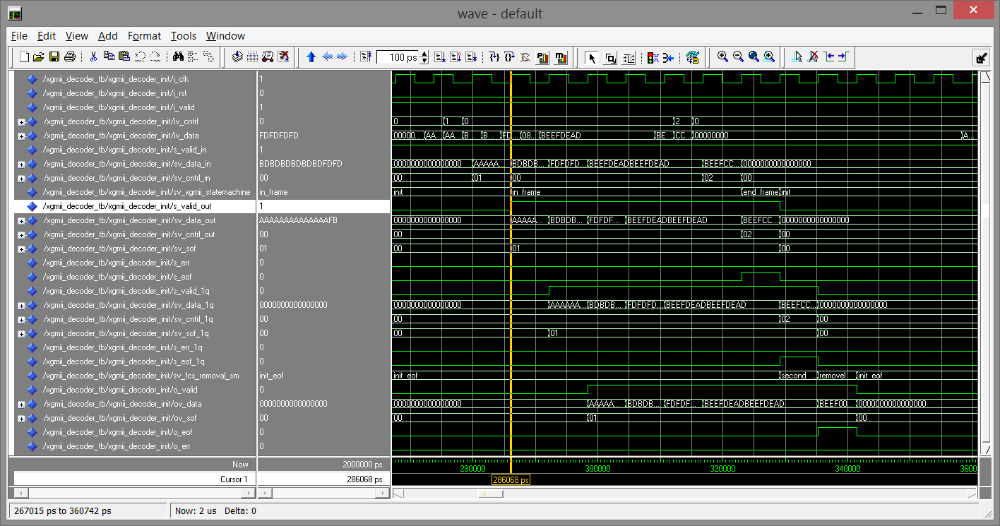 wave - default
File Edit View Add Format Tools Window
100 ps
/xgmii_decoder_tb/xgmii_decoder_init/i_clk 1
/xgmii_decoder_tb/xgmii_decoder_init/i_rst 0
/xgmii_decoder_tb/xgmii_decoder_init/i_valid 1
/xgmii_decoder_tb/xgmii_decoder_init/iv_cntrl 0 0 1 0 2 0
/xgmii_decoder_tb/xgmii_decoder_init/iv_data FDFDFDFD 00000... AA... AA... B... B... FD... 08... BEEFDEAD BE... CC... 00000000 A...
/xgmii_decoder_tb/xgmii_decoder_init/s_valid_in 1
/xgmii_decoder_tb/xgmii_decoder_init/sv_data_in BDBDBDBDBDBDFDFD 0000000000000000 AAAAA... BDBDB... FDFDFD... BEEFDEADBEEFDEAD BEEFCC... 0000000000000000
/xgmii_decoder_tb/xgmii_decoder_init/sv_cntrl_in 00 00 01 00 02 00
/xgmii_decoder_tb/xgmii_decoder_init/sv_xgmii_statemachine in_frame init in_frame end_frame init
/xgmii_decoder_tb/xgmii_decoder_init/s_valid_out 1
/xgmii_decoder_tb/xgmii_decoder_init/sv_data_out AAAAAAAAAAAAAAFB 0000000000000000 AAAAA... BDBDB... FDFDF... BEEFDEADBEEFDEAD BEEFCC... 0000000000000000
/xgmii_decoder_tb/xgmii_decoder_init/sv_cntrl_out 00 00 02 00
/xgmii_decoder_tb/xgmii_decoder_init/sv_sof 01 00 01 00
/xgmii_decoder_tb/xgmii_decoder_init/s_err 0
/xgmii_decoder_tb/xgmii_decoder_init/s_eof 0
/xgmii_decoder_tb/xgmii_decoder_init/s_valid_1q 0
/xgmii_decoder_tb/xgmii_decoder_init/sv_data_1q 0000000000000000 0000000000000000 AAAAAA... BDBDB... FDFDFD... BEEFDEADBEEFDEAD BEEFCC... 0000000000000000
/xgmii_decoder_tb/xgmii_decoder_init/sv_cntrl_1q 00 00 02 00
/xgmii_decoder_tb/xgmii_decoder_init/sv_sof_1q 00 00 01 00
/xgmii_decoder_tb/xgmii_decoder_init/s_err_1q 0
/xgmii_decoder_tb/xgmii_decoder_init/s_eof_1q 0
/xgmii_decoder_tb/xgmii_decoder_init/sv_fcs_removal_sm init_eof init_eof second_... removel init_eof
/xgmii_decoder_tb/xgmii_decoder_init/o_valid 0
/xgmii_decoder_tb/xgmii_decoder_init/ov_data 0000000000000000 0000000000000000 AAAAA... BDBDB... FDFDF... BEEFDEADBEEFDEAD BEEF00... 0000000000000000
/xgmii_decoder_tb/xgmii_decoder_init/ov_sof 00 00 01 00
/xgmii_decoder_tb/xgmii_decoder_init/o_eof 0
/xgmii_decoder_tb/xgmii_decoder_init/o_err 0
Now 2000000 ps 280000 300000 320000 340000 3600
Cursor 1 286068 ps 286068 ps
267015 ps to 360742 ps Now: 2 us Delta: 0